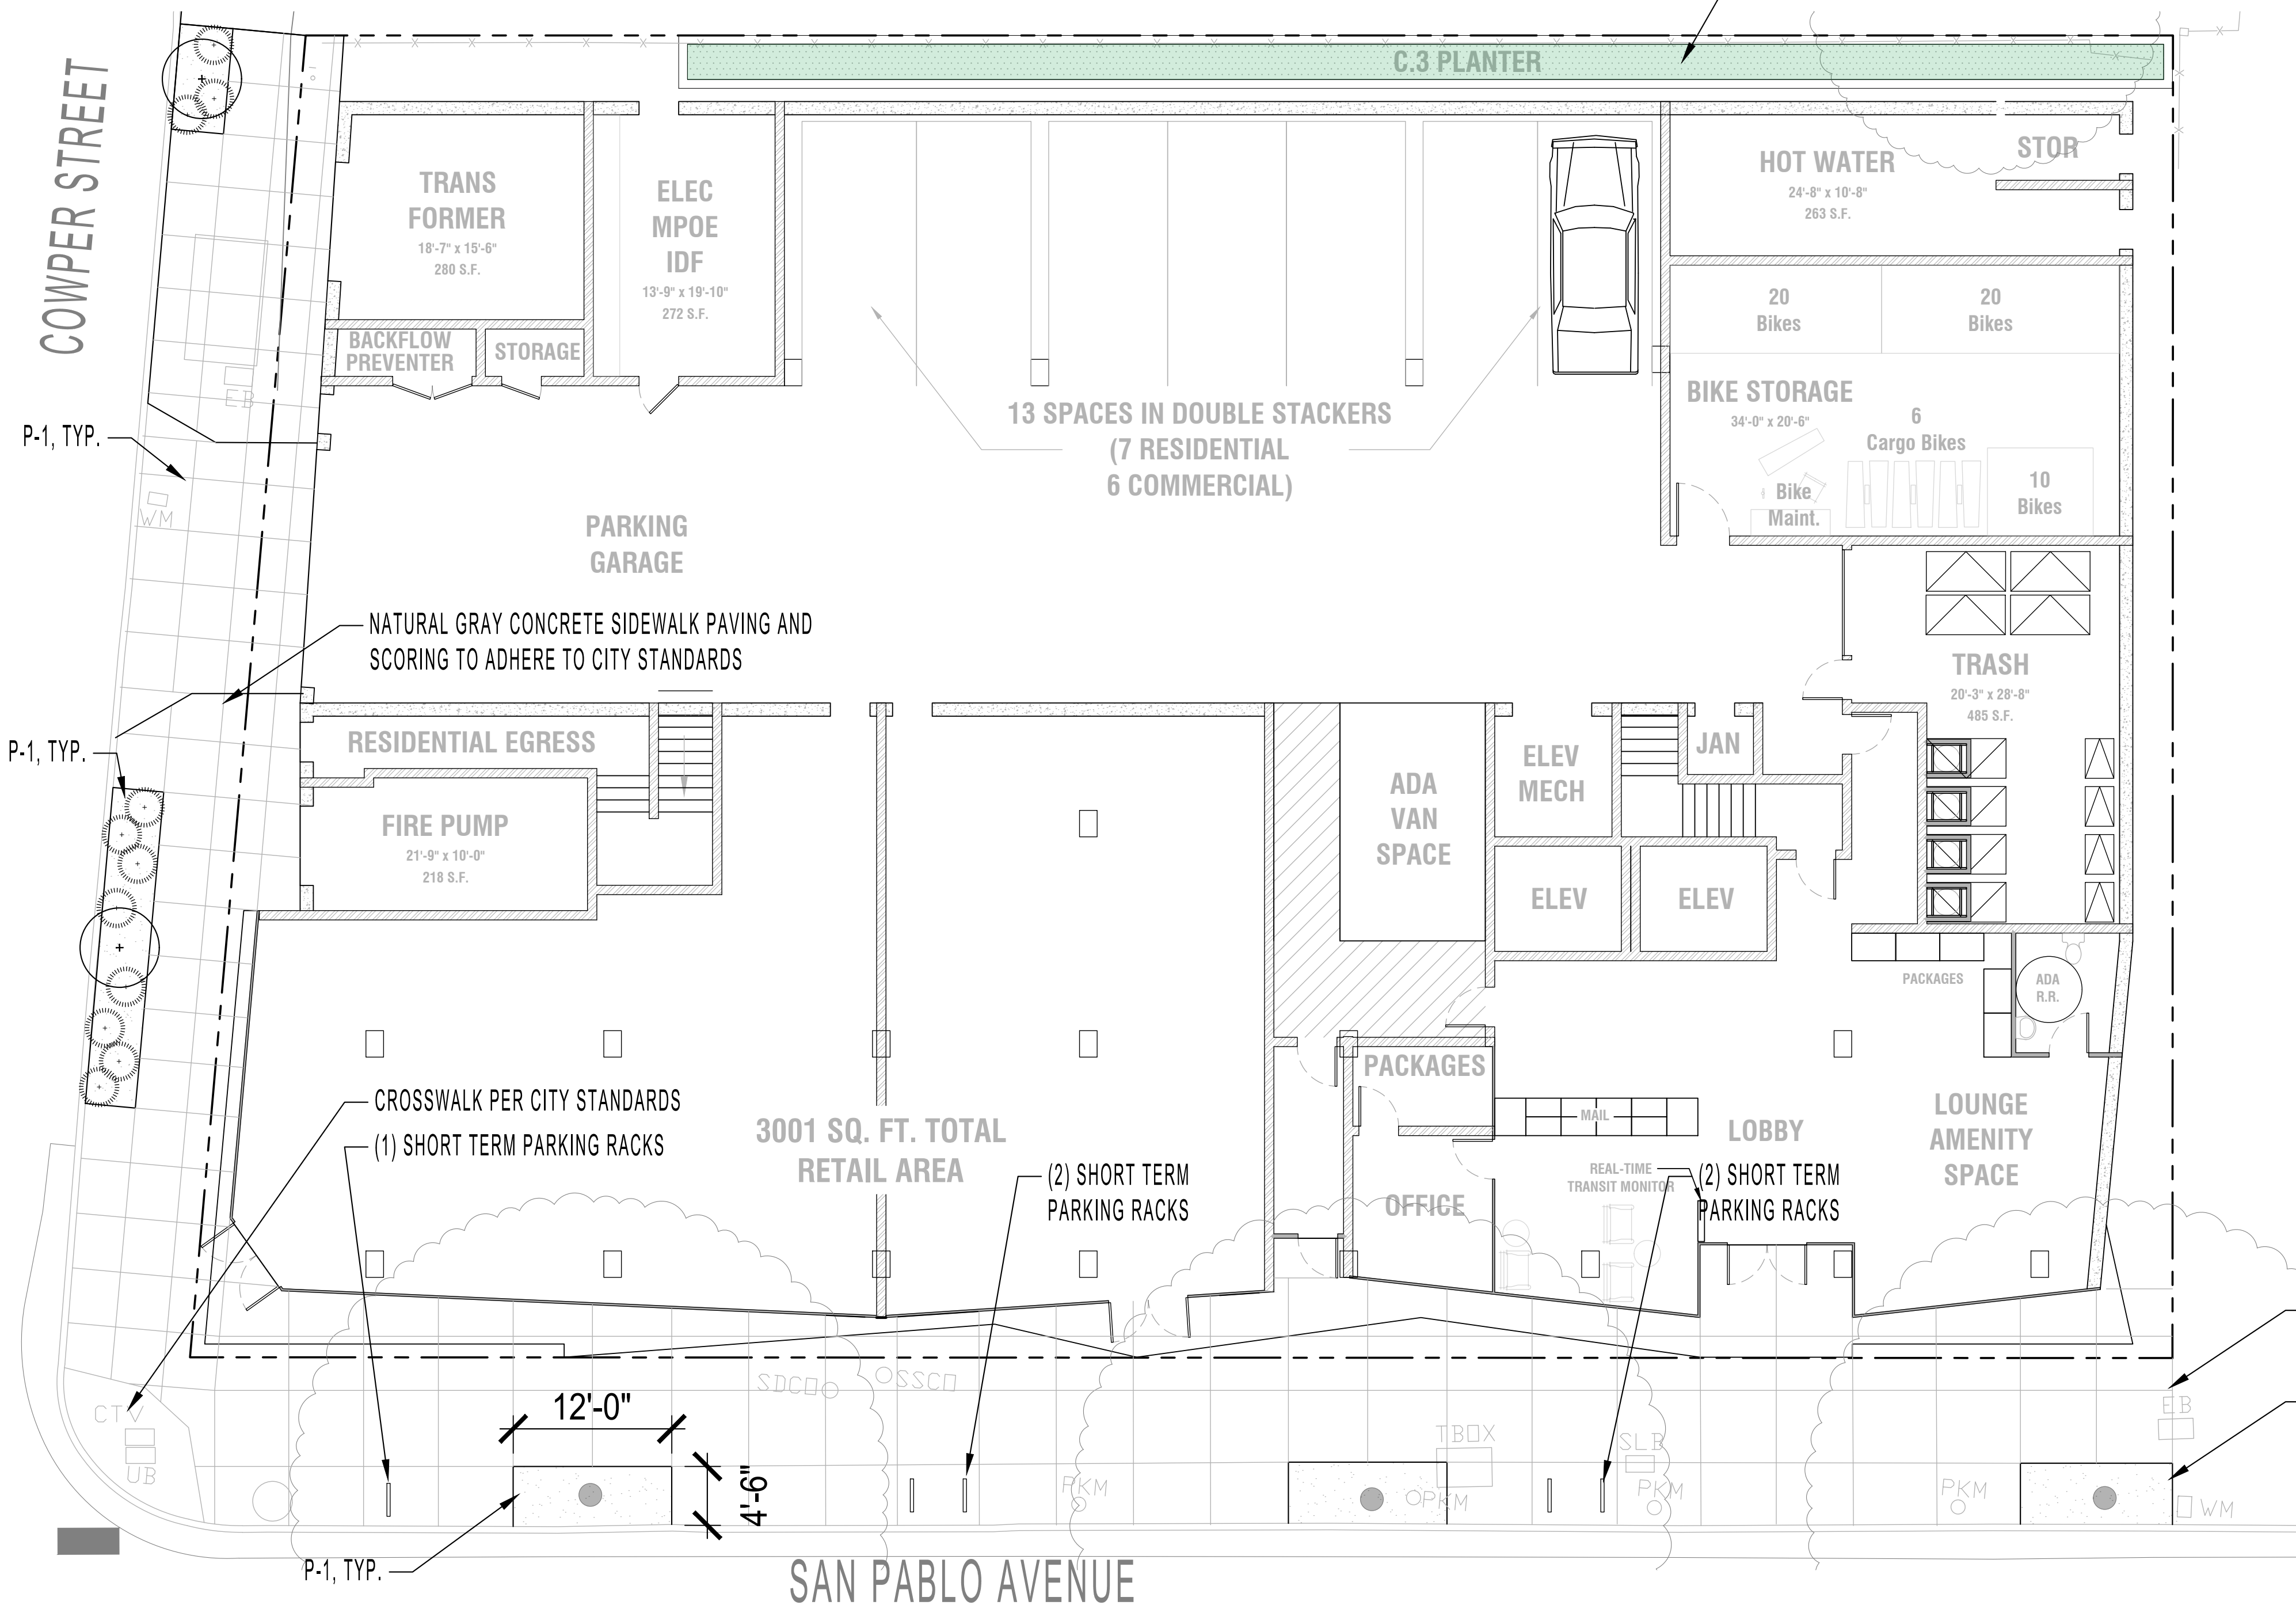 C.3 PLANTER
COWPER STREET
TRANS
FORMER
18'-7" x 15'-6"
280 S.F.
ELEC
MPOE
IDF
13'-9" x 19'-10"
272 S.F.
HOT WATER
24'-8" x 10'-8"
263 S.F.
STOR
BACKFLOW
PREVENTER
STORAGE
20
Bikes
20
Bikes
EB
P-1, TYP.
WM
13 SPACES IN DOUBLE STACKERS
(7 RESIDENTIAL
6 COMMERCIAL)
BIKE STORAGE
34'-0" x 20'-6"
6
Cargo Bikes
Bike
Maint.
10
Bikes
PARKING
GARAGE
NATURAL GRAY CONCRETE SIDEWALK PAVING AND
SCORING TO ADHERE TO CITY STANDARDS
TRASH
20'-3" x 28'-8"
485 S.F.
P-1, TYP.
RESIDENTIAL EGRESS
FIRE PUMP
21'-9" x 10'-0"
218 S.F.
ADA
VAN
SPACE
ELEV
MECH
JAN
ELEV
ELEV
PACKAGES
ADA
R.R.
PACKAGES
MAIL
LOBBY
LOUNGE
AMENITY
SPACE
CROSSWALK PER CITY STANDARDS
(1) SHORT TERM PARKING RACKS
3001 SQ. FT. TOTAL
RETAIL AREA
(2) SHORT TERM
PARKING RACKS
OFFICE
REAL-TIME
TRANSIT MONITOR
(2) SHORT TERM
PARKING RACKS
SDC
SSC
CTV
UB
12'-0"
4'-6"
PKM
TBOX
PKM
SLB
PKM
PKM
EB
WM
P-1, TYP.
SAN PABLO AVENUE